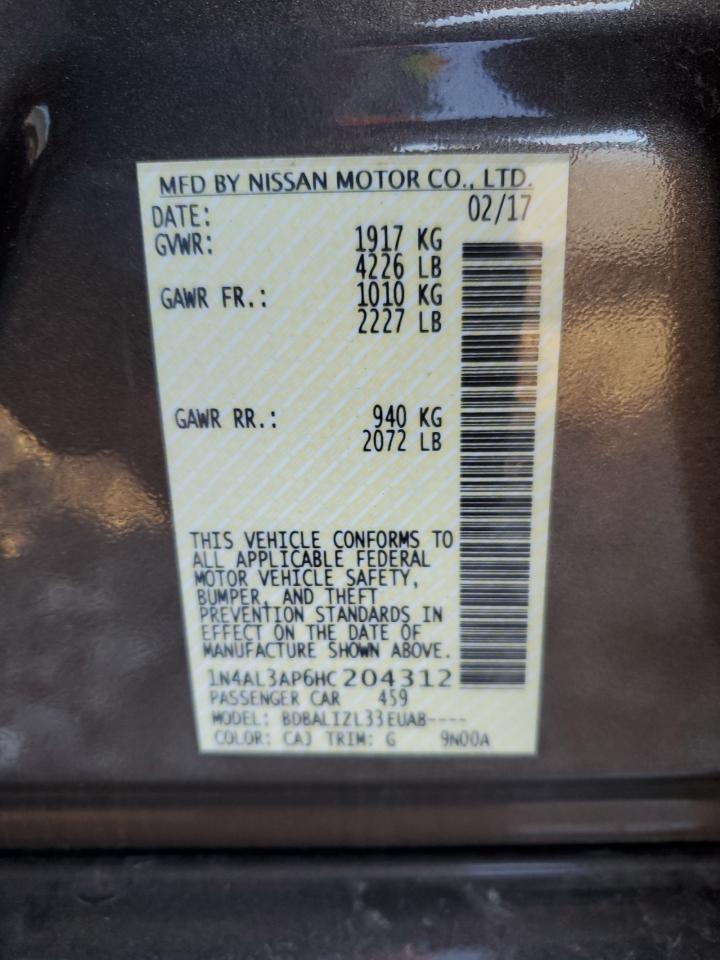 MFD BY NISSAN MOTOR CO., LTD.
DATE: 02/17
GVWR: 1917 KG
4226 LB
GAWR FR.: 1010 KG
2227 LB
GAWR RR.: 940 KG
2072 LB
THIS VEHICLE CONFORMS TO
ALL APPLICABLE FEDERAL
MOTOR VEHICLE SAFETY,
BUMPER, AND THEFT
PREVENTION STANDARDS IN
EFFECT ON THE DATE OF
MANUFACTURE SHOWN ABOVE.
1N4AL3AP6HC204312
PASSENGER CAR 459
MODEL: BDBALIZL33EUAB----
COLOR: CAJ TRIM: G 9N00A